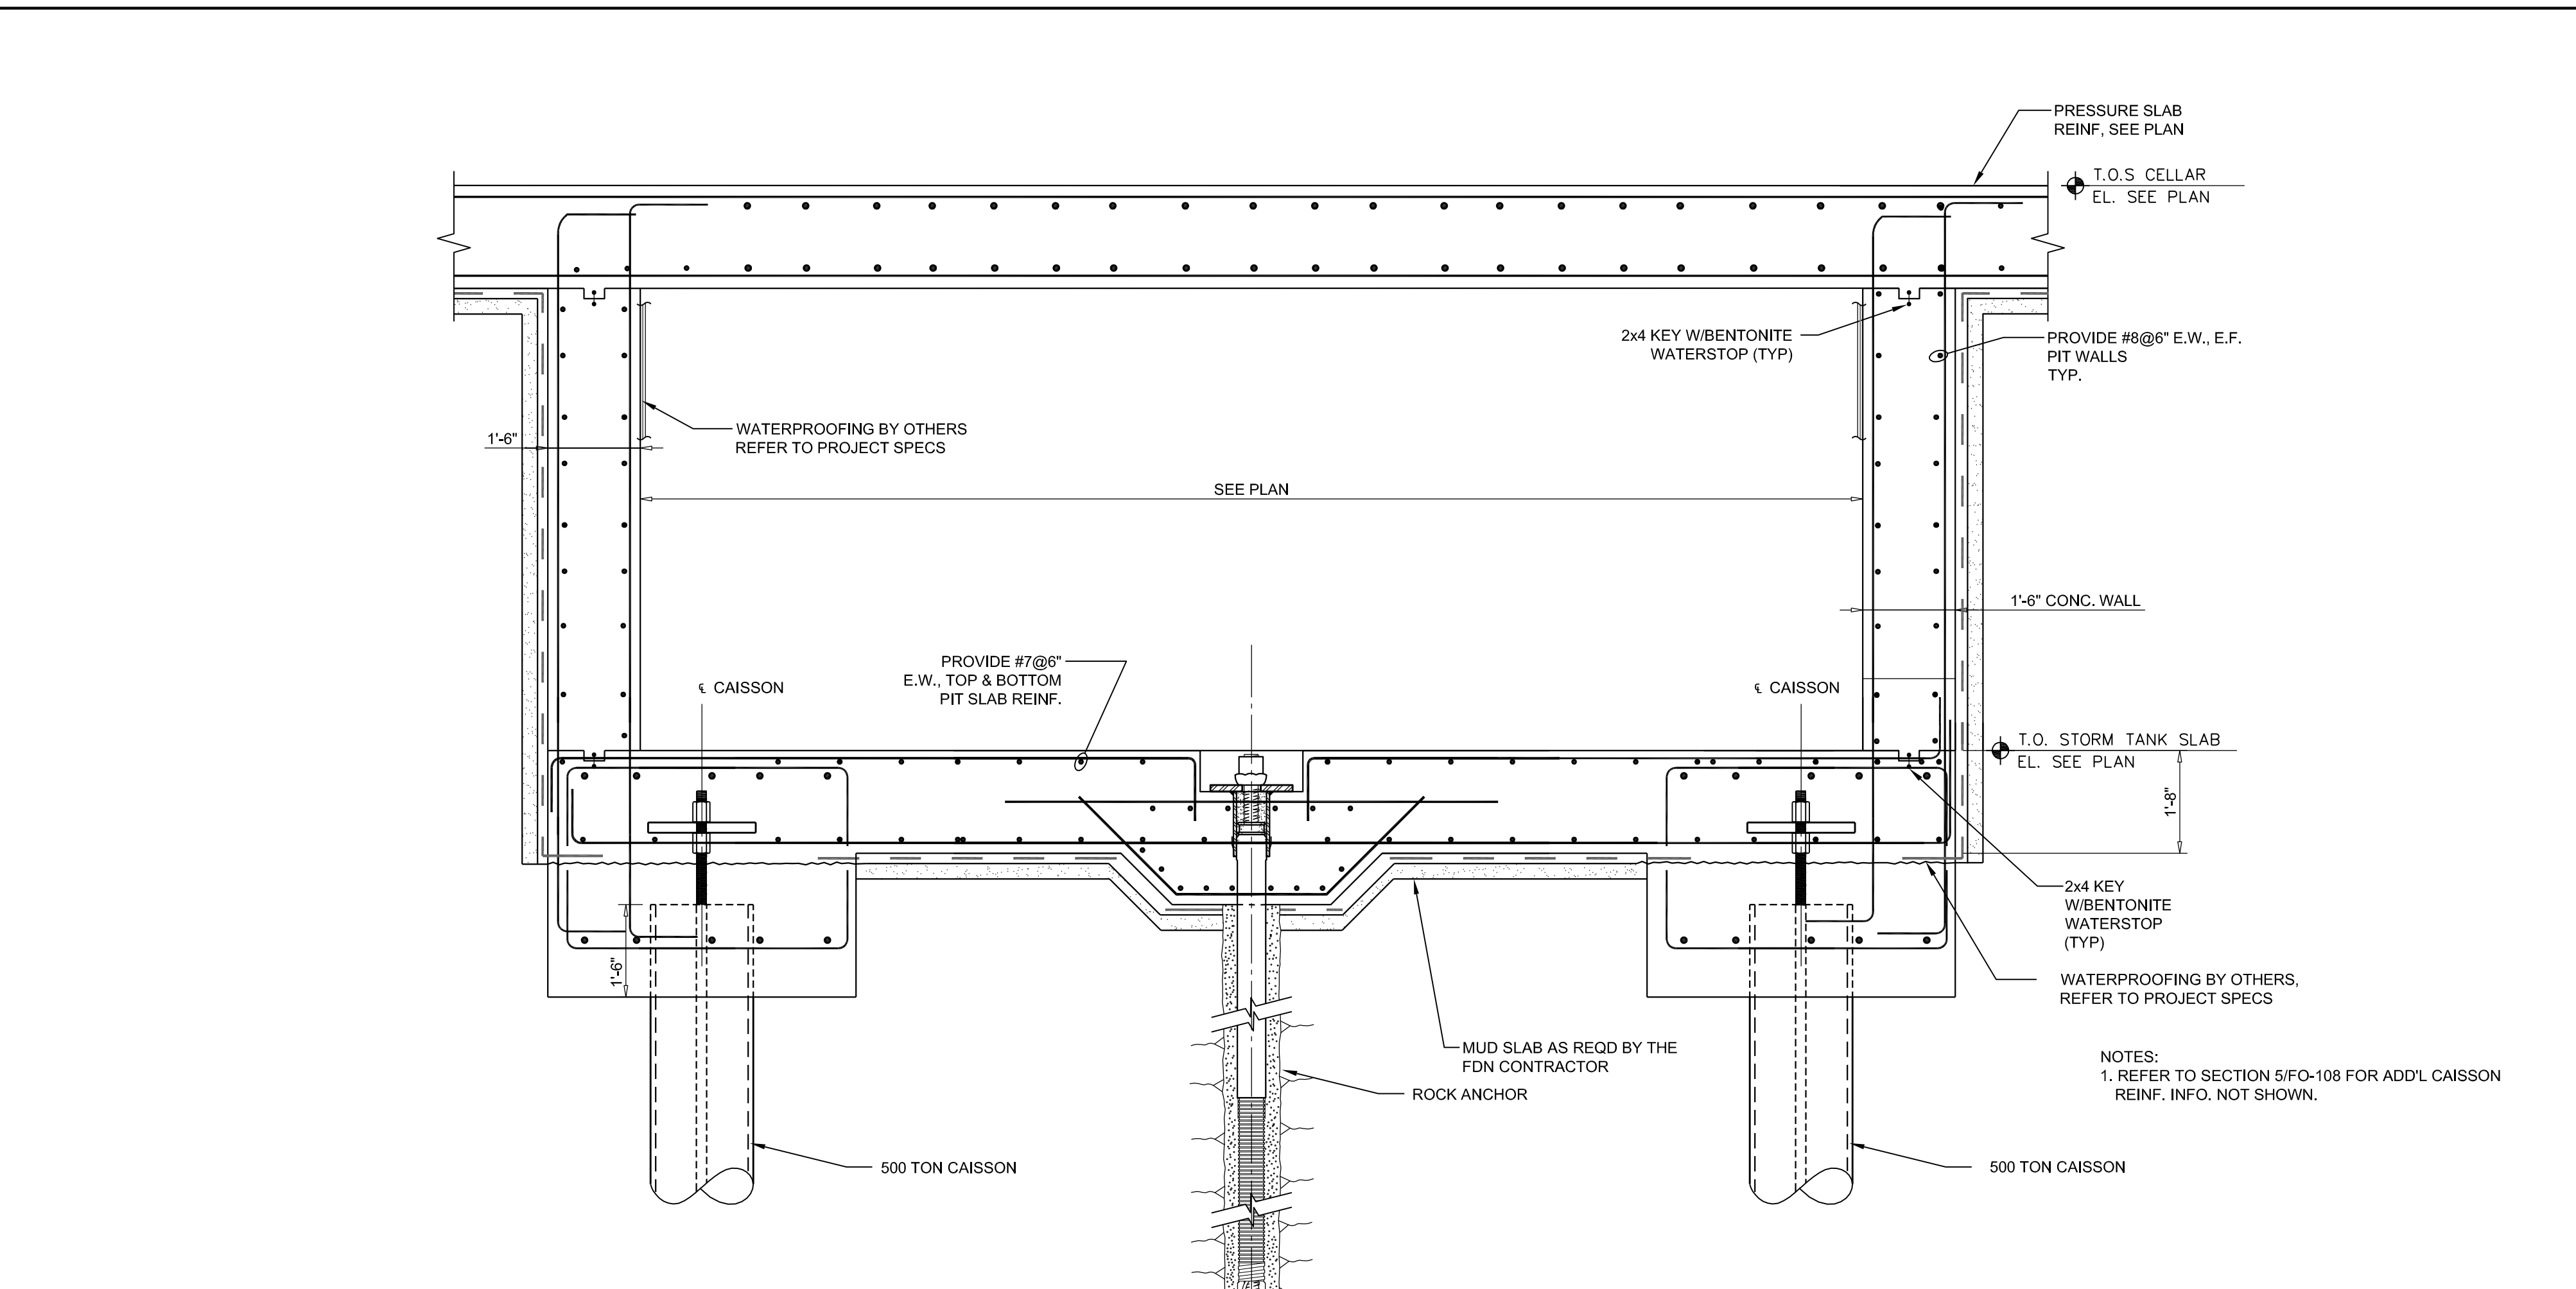 PRESSURE SLAB
REINF, SEE PLAN
T.O.S CELLAR
EL. SEE PLAN
2x4 KEY W/BENTONITE
WATERSTOP (TYP)
PROVIDE #8@6" E.W., E.F.
PIT WALLS
TYP.
WATERPROOFING BY OTHERS
REFER TO PROJECT SPECS
1'-6"
SEE PLAN
1'-6" CONC. WALL
PROVIDE #7@6"
E.W., TOP & BOTTOM
PIT SLAB REINF.
℄ CAISSON
℄ CAISSON
T.O. STORM TANK SLAB
EL. SEE PLAN
1'-8"
2x4 KEY
W/BENTONITE
WATERSTOP
(TYP)
1'-6"
WATERPROOFING BY OTHERS,
REFER TO PROJECT SPECS
MUD SLAB AS REQD BY THE
FDN CONTRACTOR
ROCK ANCHOR
NOTES:
1. REFER TO SECTION 5/FO-108 FOR ADD'L CAISSON
REINF. INFO. NOT SHOWN.
500 TON CAISSON
500 TON CAISSON